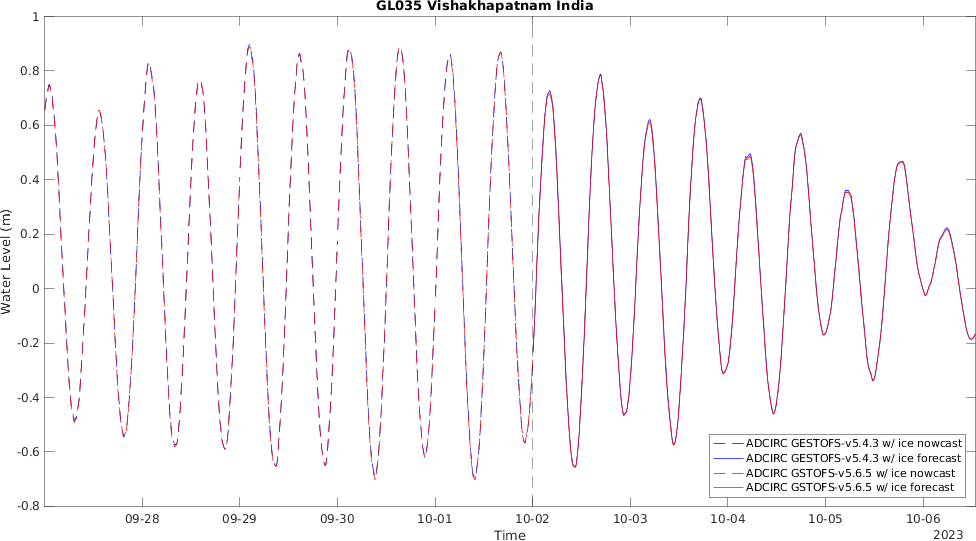 GL035 Vishakhapatnam India
1
0.8
0.6
0.4
0.2
0
-0.2
-0.4
-0.6
-0.8
Water Level (m)
ADCIRC GESTOFS-v5.4.3 w/ ice nowcast
ADCIRC GESTOFS-v5.4.3 w/ ice forecast
ADCIRC GSTOFS-v5.6.5 w/ ice nowcast
ADCIRC GSTOFS-v5.6.5 w/ ice forecast
09-28 09-29 09-30 10-01 10-02 10-03 10-04 10-05 10-06
Time
2023